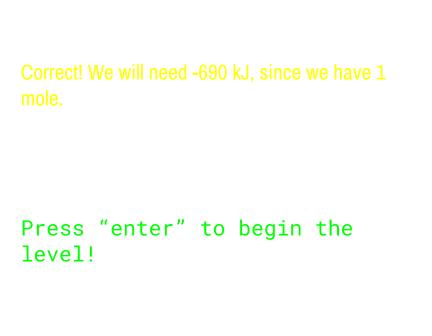 Correct! We will need -690 kJ, since we have 1
mole.
Press “enter” to begin the
level!